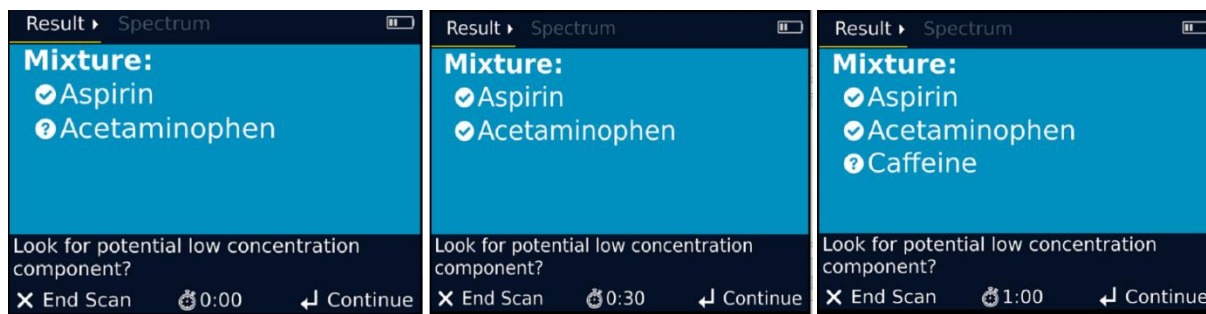 Result ▸ Spectrum
Mixture:
Aspirin
Acetaminophen
Look for potential low concentration
component?
X End Scan 0:00 Continue
Result ▸ Spectrum
Mixture:
Aspirin
Acetaminophen
Look for potential low concentration
component?
X End Scan 0:30 Continue
Result ▸ Spectrum
Mixture:
Aspirin
Acetaminophen
? Caffeine
Look for potential low concentration
component?
X End Scan 1:00 Continue